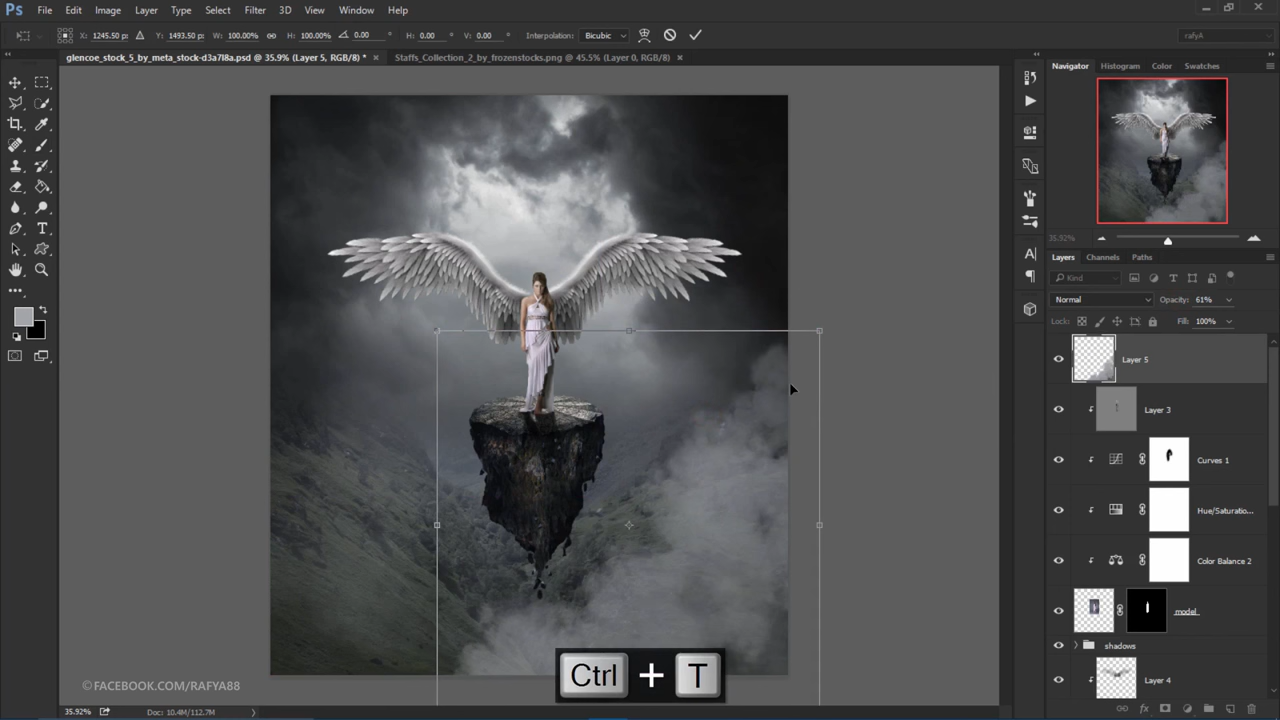 Ps File Edit Image Layer Type Select Filter 3D View Window Help
X: 1245.50 p: Y: 1493.50 p: W: 100.00% H: 100.00% 0.00 ° H: 0.00 ° V: 0.00 ° Interpolation: Bicubic rafyA
glencoe_stock_5_by_meta_stock-d3a7l8a.psd @ 35.9% (Layer 5, RGB/8) * × Staffs_Collection_2_by_frozenstocks.png @ 45.5% (Layer 0, RGB/8) ×
Navigator Histogram Color Swatches
35.92%
Layers Channels Paths
Kind
Normal Opacity: 61%
Lock: Fill: 100%
Layer 5
Layer 3
Curves 1
Hue/Saturatio...
Color Balance 2
model
shadows
Layer 4
Ctrl + T
©FACEBOOK.COM/RAFYA88
35.92% Doc: 10.4M/112.7M